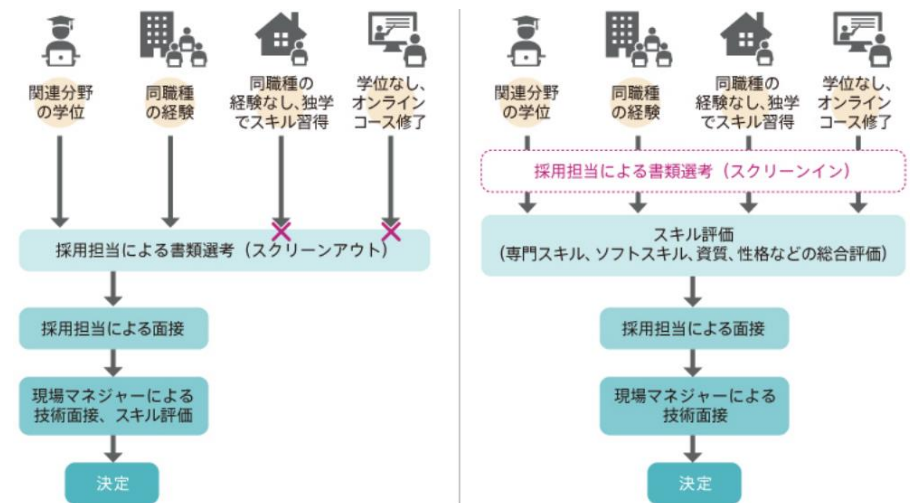 関連分野
の学位
同職種
の経験
同職種の
経験なし、独学
でスキル習得
学位なし、
オンライン
コース修了
採用担当による書類選考（スクリーンアウト）
採用担当による面接
現場マネジャーによる
技術面接、スキル評価
決定
関連分野
の学位
同職種
の経験
同職種の
経験なし、独学
でスキル習得
学位なし、
オンライン
コース修了
採用担当による書類選考（スクリーンイン）
スキル評価
（専門スキル、ソフトスキル、資質、性格などの総合評価）
採用担当による面接
現場マネジャーによる
技術面接
決定